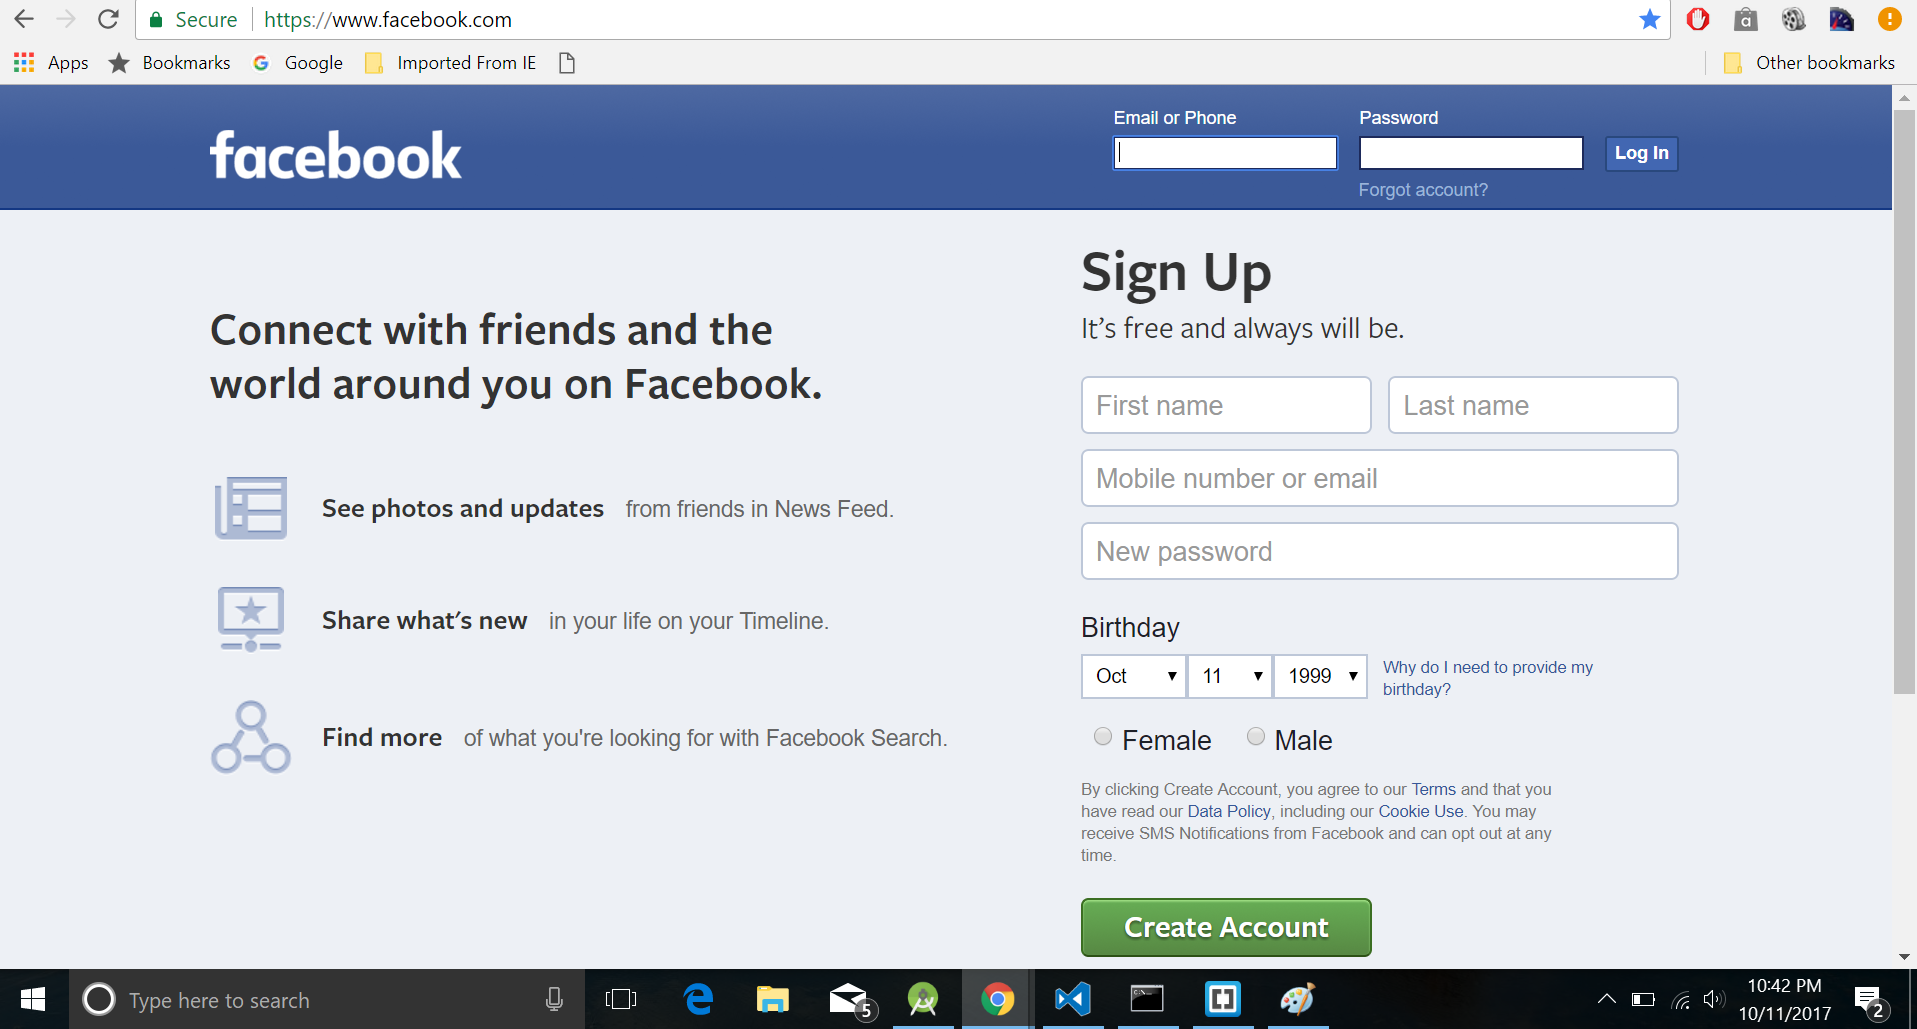 Secure https://www.facebook.com
Apps Bookmarks Google Imported From IE Other bookmarks
facebook
Email or Phone Password
Log In
Forgot account?
Sign Up
It's free and always will be.
Connect with friends and the
world around you on Facebook.
First name Last name
Mobile number or email
New password
See photos and updates from friends in News Feed.
Share what's new in your life on your Timeline.
Find more of what you're looking for with Facebook Search.
Birthday
Oct 11 1999
Why do I need to provide my
birthday?
Female Male
By clicking Create Account, you agree to our Terms and that you
have read our Data Policy, including our Cookie Use. You may
receive SMS Notifications from Facebook and can opt out at any
time.
Create Account
Type here to search
5
10:42 PM
10/11/2017
2